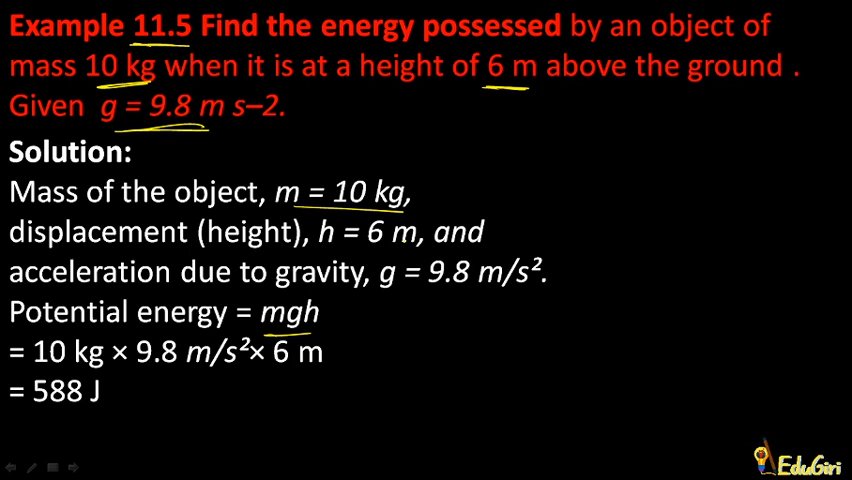 Example 11.5 Find the energy possessed by an object of
mass 10 kg when it is at a height of 6 m above the ground .
Given g = 9.8 m s–2.
Solution:
Mass of the object, m = 10 kg,
displacement (height), h = 6 m, and
acceleration due to gravity, g = 9.8 m/s².
Potential energy = mgh
= 10 kg × 9.8 m/s²× 6 m
= 588 J
EduGiri